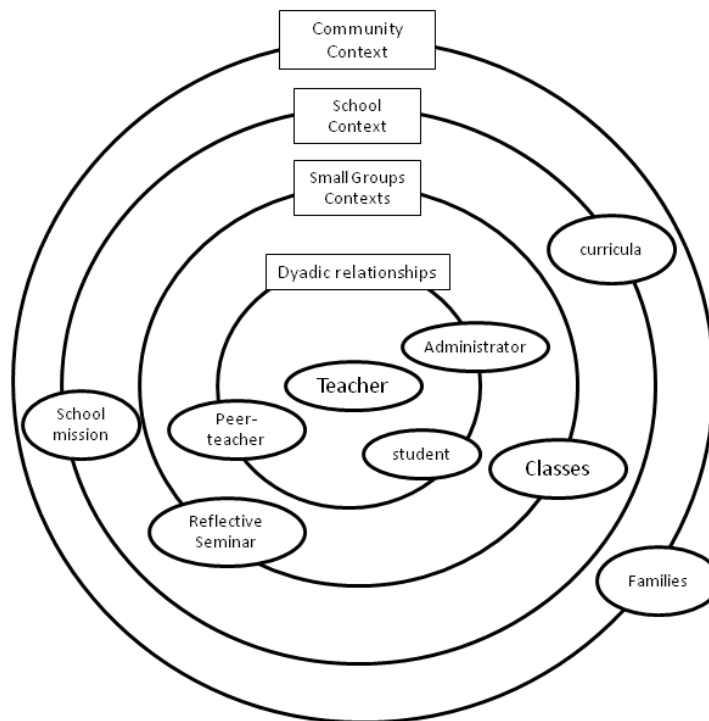 Community
Context
School
Context
Small Groups
Contexts
curricula
Dyadic relationships
Administrator
Teacher
School
mission
Peer-
teacher
student
Classes
Reflective
Seminar
Families